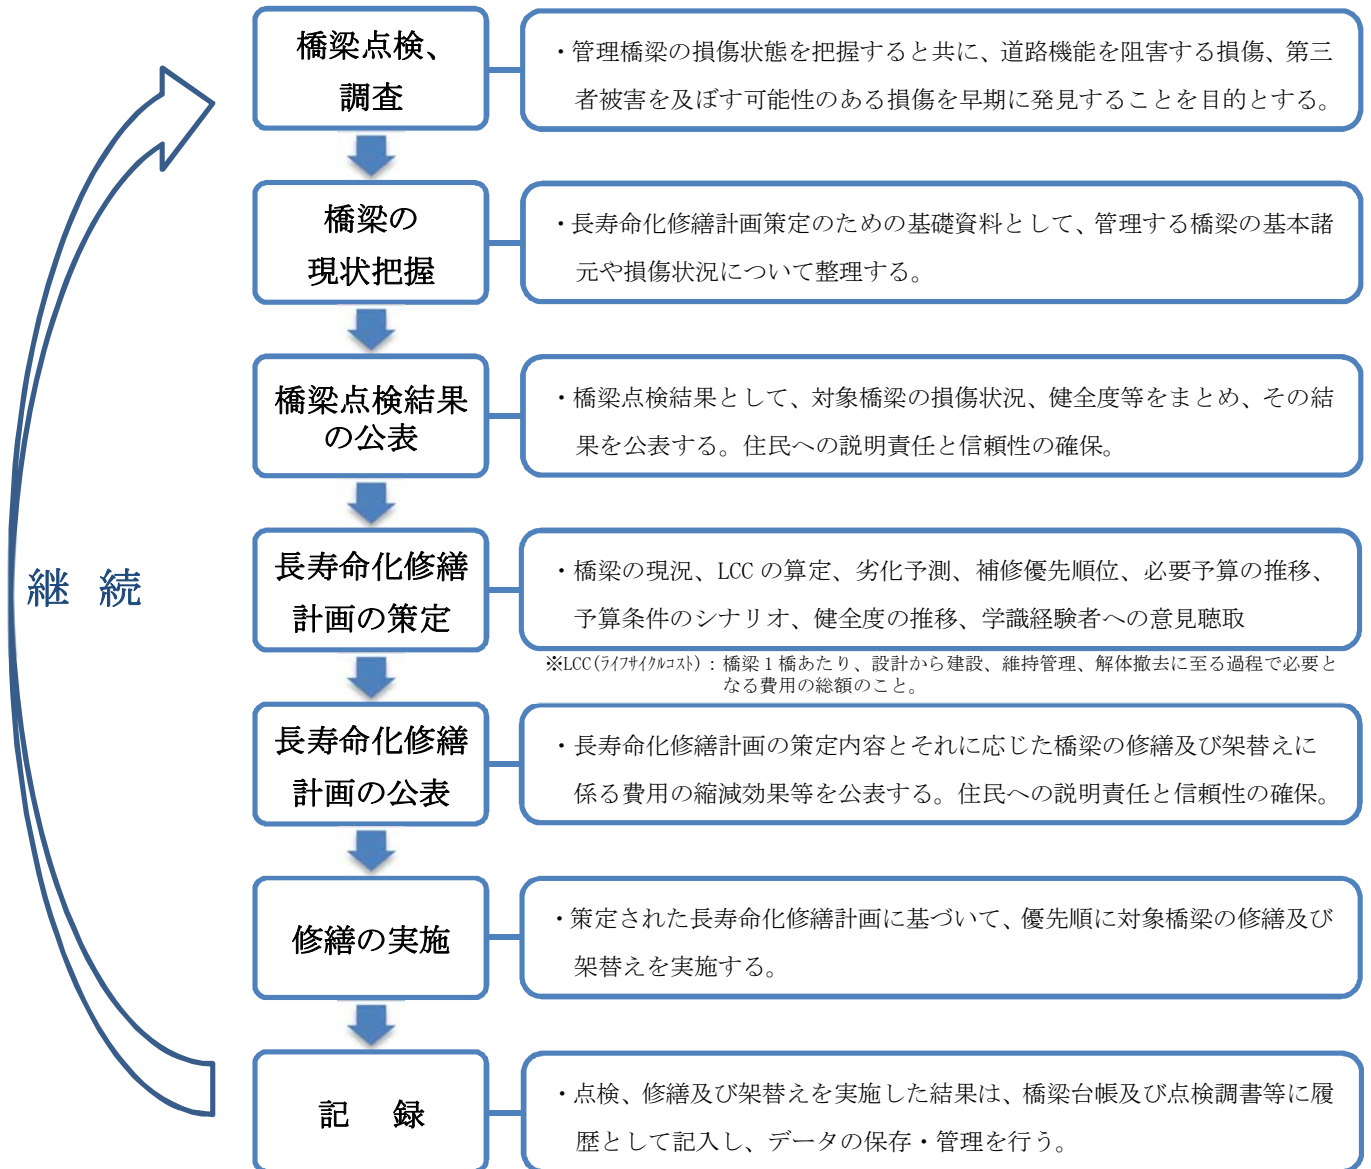 橋梁点検、
調査
・管理橋梁の損傷状態を把握すると共に、道路機能を阻害する損傷、第三
者被害を及ぼす可能性のある損傷を早期に発見することを目的とする。
橋梁の
現状把握
・長寿命化修繕計画策定のための基礎資料として、管理する橋梁の基本諸
元や損傷状況について整理する。
橋梁点検結果
の公表
・橋梁点検結果として、対象橋梁の損傷状況、健全度等をまとめ、その結
果を公表する。住民への説明責任と信頼性の確保。
継 続
長寿命化修繕
計画の策定
・橋梁の現況、LCC の算定、劣化予測、補修優先順位、必要予算の推移、
予算条件のシナリオ、健全度の推移、学識経験者への意見聴取
※LCC(ﾗｲﾌｻｲｸﾙｺｽﾄ)：橋梁１橋あたり、設計から建設、維持管理、解体撤去に至る過程で必要と
なる費用の総額のこと。
長寿命化修繕
計画の公表
・長寿命化修繕計画の策定内容とそれに応じた橋梁の修繕及び架替えに
係る費用の縮減効果等を公表する。住民への説明責任と信頼性の確保。
修繕の実施
・策定された長寿命化修繕計画に基づいて、優先順に対象橋梁の修繕及び
架替えを実施する。
記　録
・点検、修繕及び架替えを実施した結果は、橋梁台帳及び点検調書等に履
歴として記入し、データの保存・管理を行う。